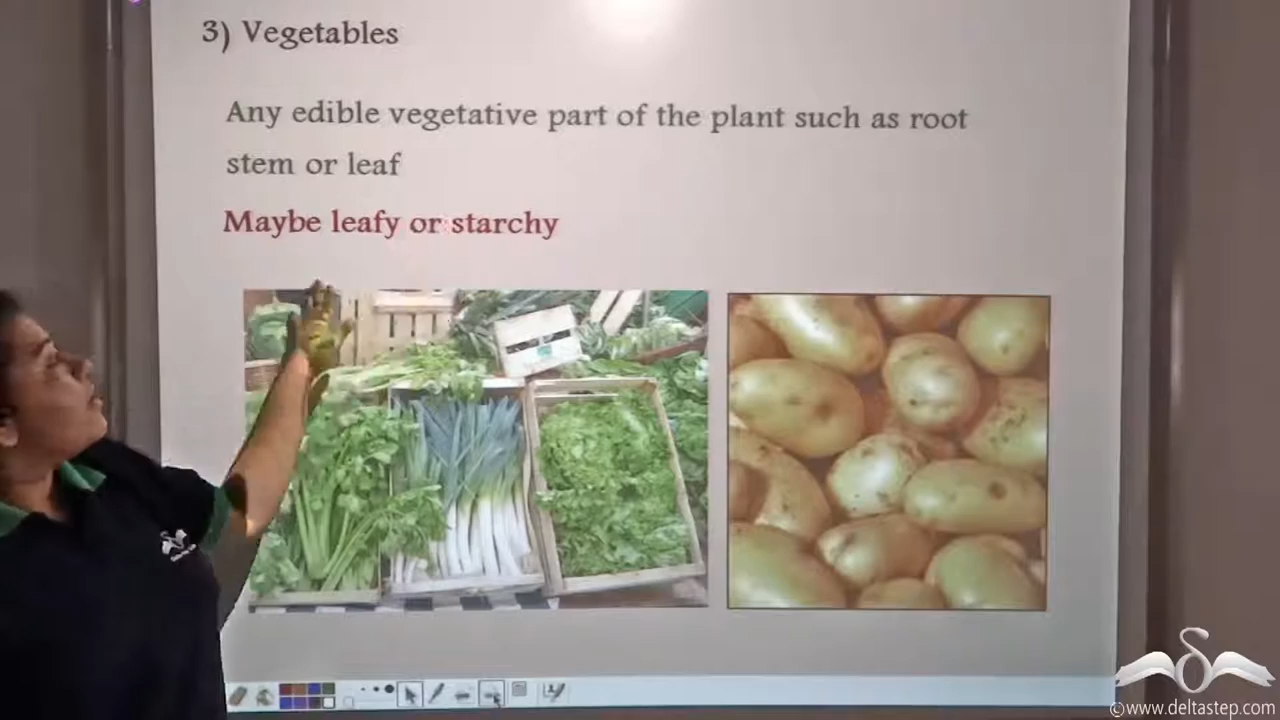 3) Vegetables
Any edible vegetative part of the plant such as root
stem or leaf
Maybe leafy or starchy
©www.deltastep.com